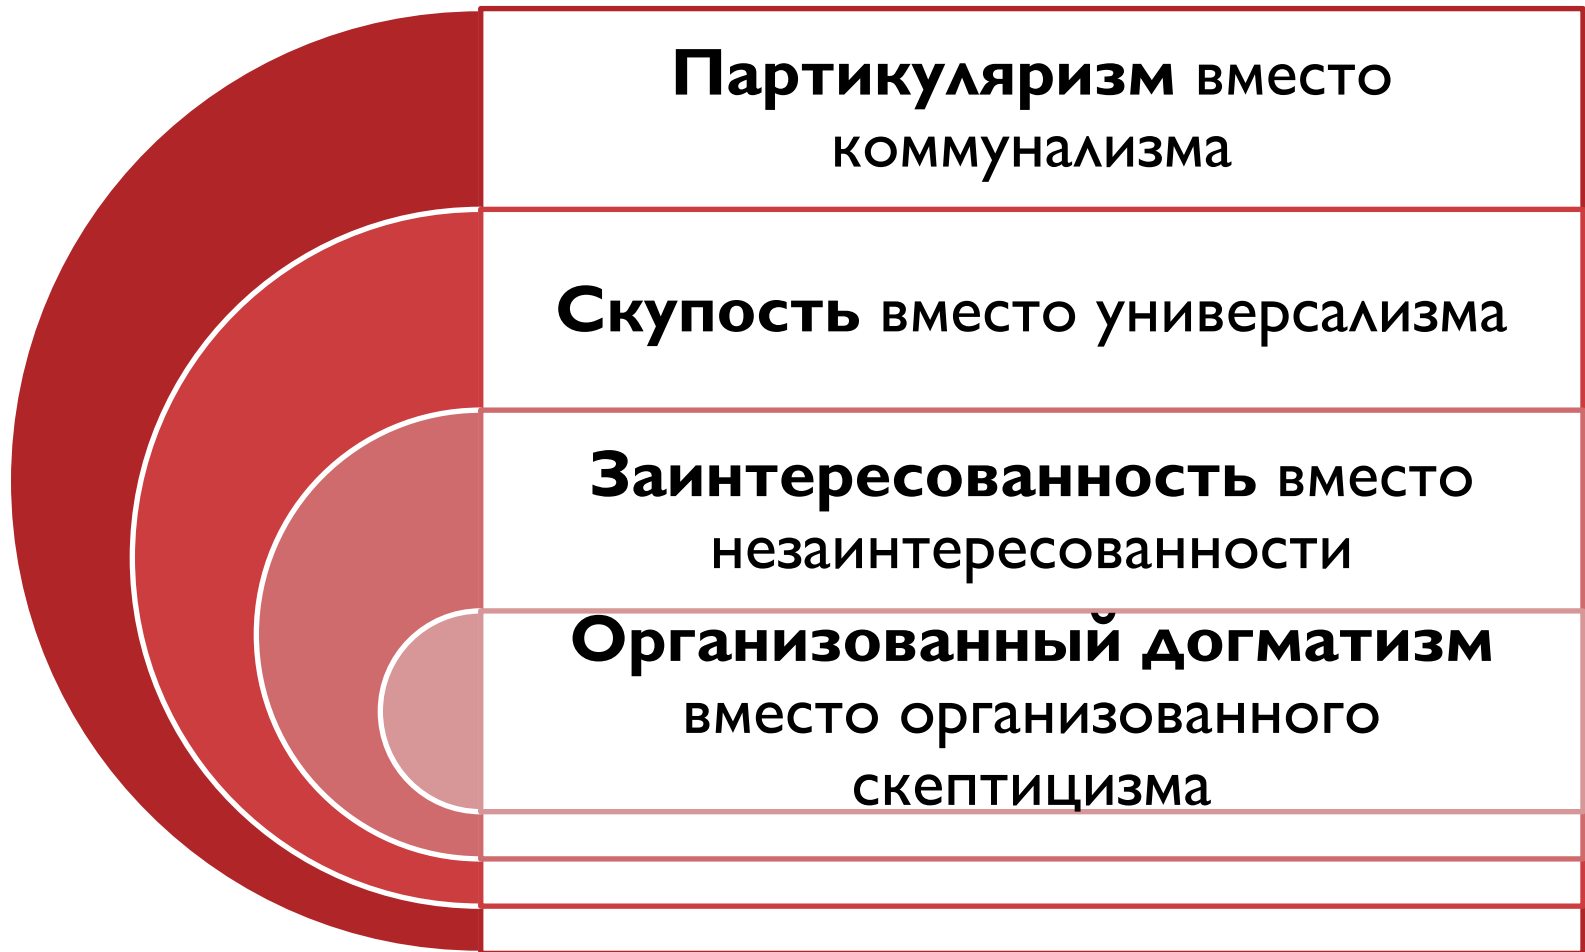 Партикуляризм вместо
коммунализма
Скупость вместо универсализма
Заинтересованность вместо
незаинтересованности
Организованный догматизм
вместо организованного
скептицизма